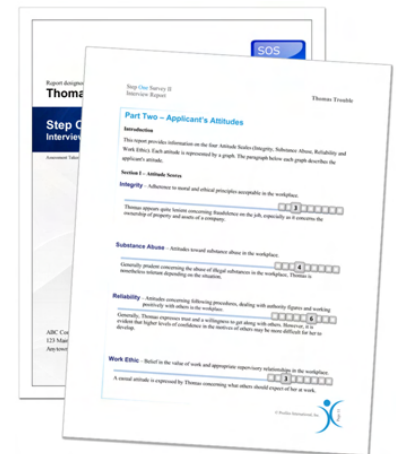 SOS
Report designed
Thoma
Step O
Interview
Assessment Taken
ABC Co
123 Main
Anytown
Step One Survey II
Interview Report
Thomas Trouble
Part Two – Applicant's Attitudes
Introduction
This report provides information on the four Attitude Scales (Integrity, Substance Abuse, Reliability and
Work Ethic). Each attitude is represented by a graph. The paragraph below each graph describes the
applicant's attitude.
Section I – Attitude Scores
Integrity – Adherence to moral and ethical principles acceptable in the workplace.
3
Thomas appears quite lenient concerning fraudulence on the job, especially as it concerns the
ownership of property and assets of a company.
Substance Abuse – Attitudes toward substance abuse in the workplace.
4
Generally prudent concerning the abuse of illegal substances in the workplace, Thomas is
nonetheless tolerant depending on the situation.
Reliability – Attitudes concerning following procedures, dealing with authority figures and working
positively with others in the workplace.
6
Generally, Thomas expresses trust and a willingness to get along with others. However, it is
evident that higher levels of confidence in the motives of others may be more difficult for her to
develop.
Work Ethic – Belief in the value of work and appropriate supervisory relationships in the workplace.
3
A casual attitude is expressed by Thomas concerning what others should expect of her at work.
© Profiles International, Inc.